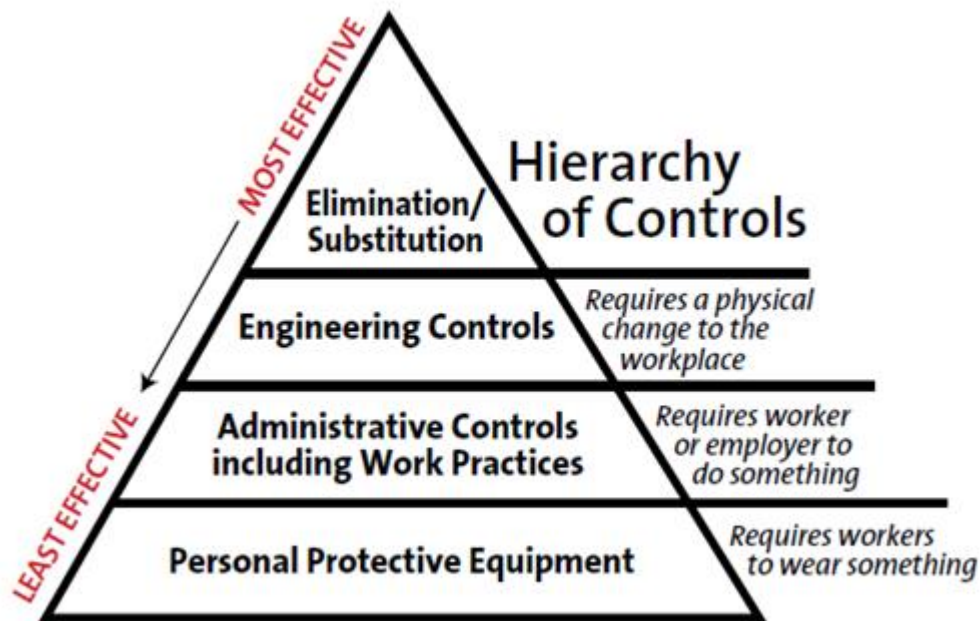 MOST EFFECTIVE
LEAST EFFECTIVE
Hierarchy
of Controls
Elimination/
Substitution
Engineering Controls
Requires a physical
change to the
workplace
Administrative Controls
including Work Practices
Requires worker
or employer to
do something
Personal Protective Equipment
Requires workers
to wear something